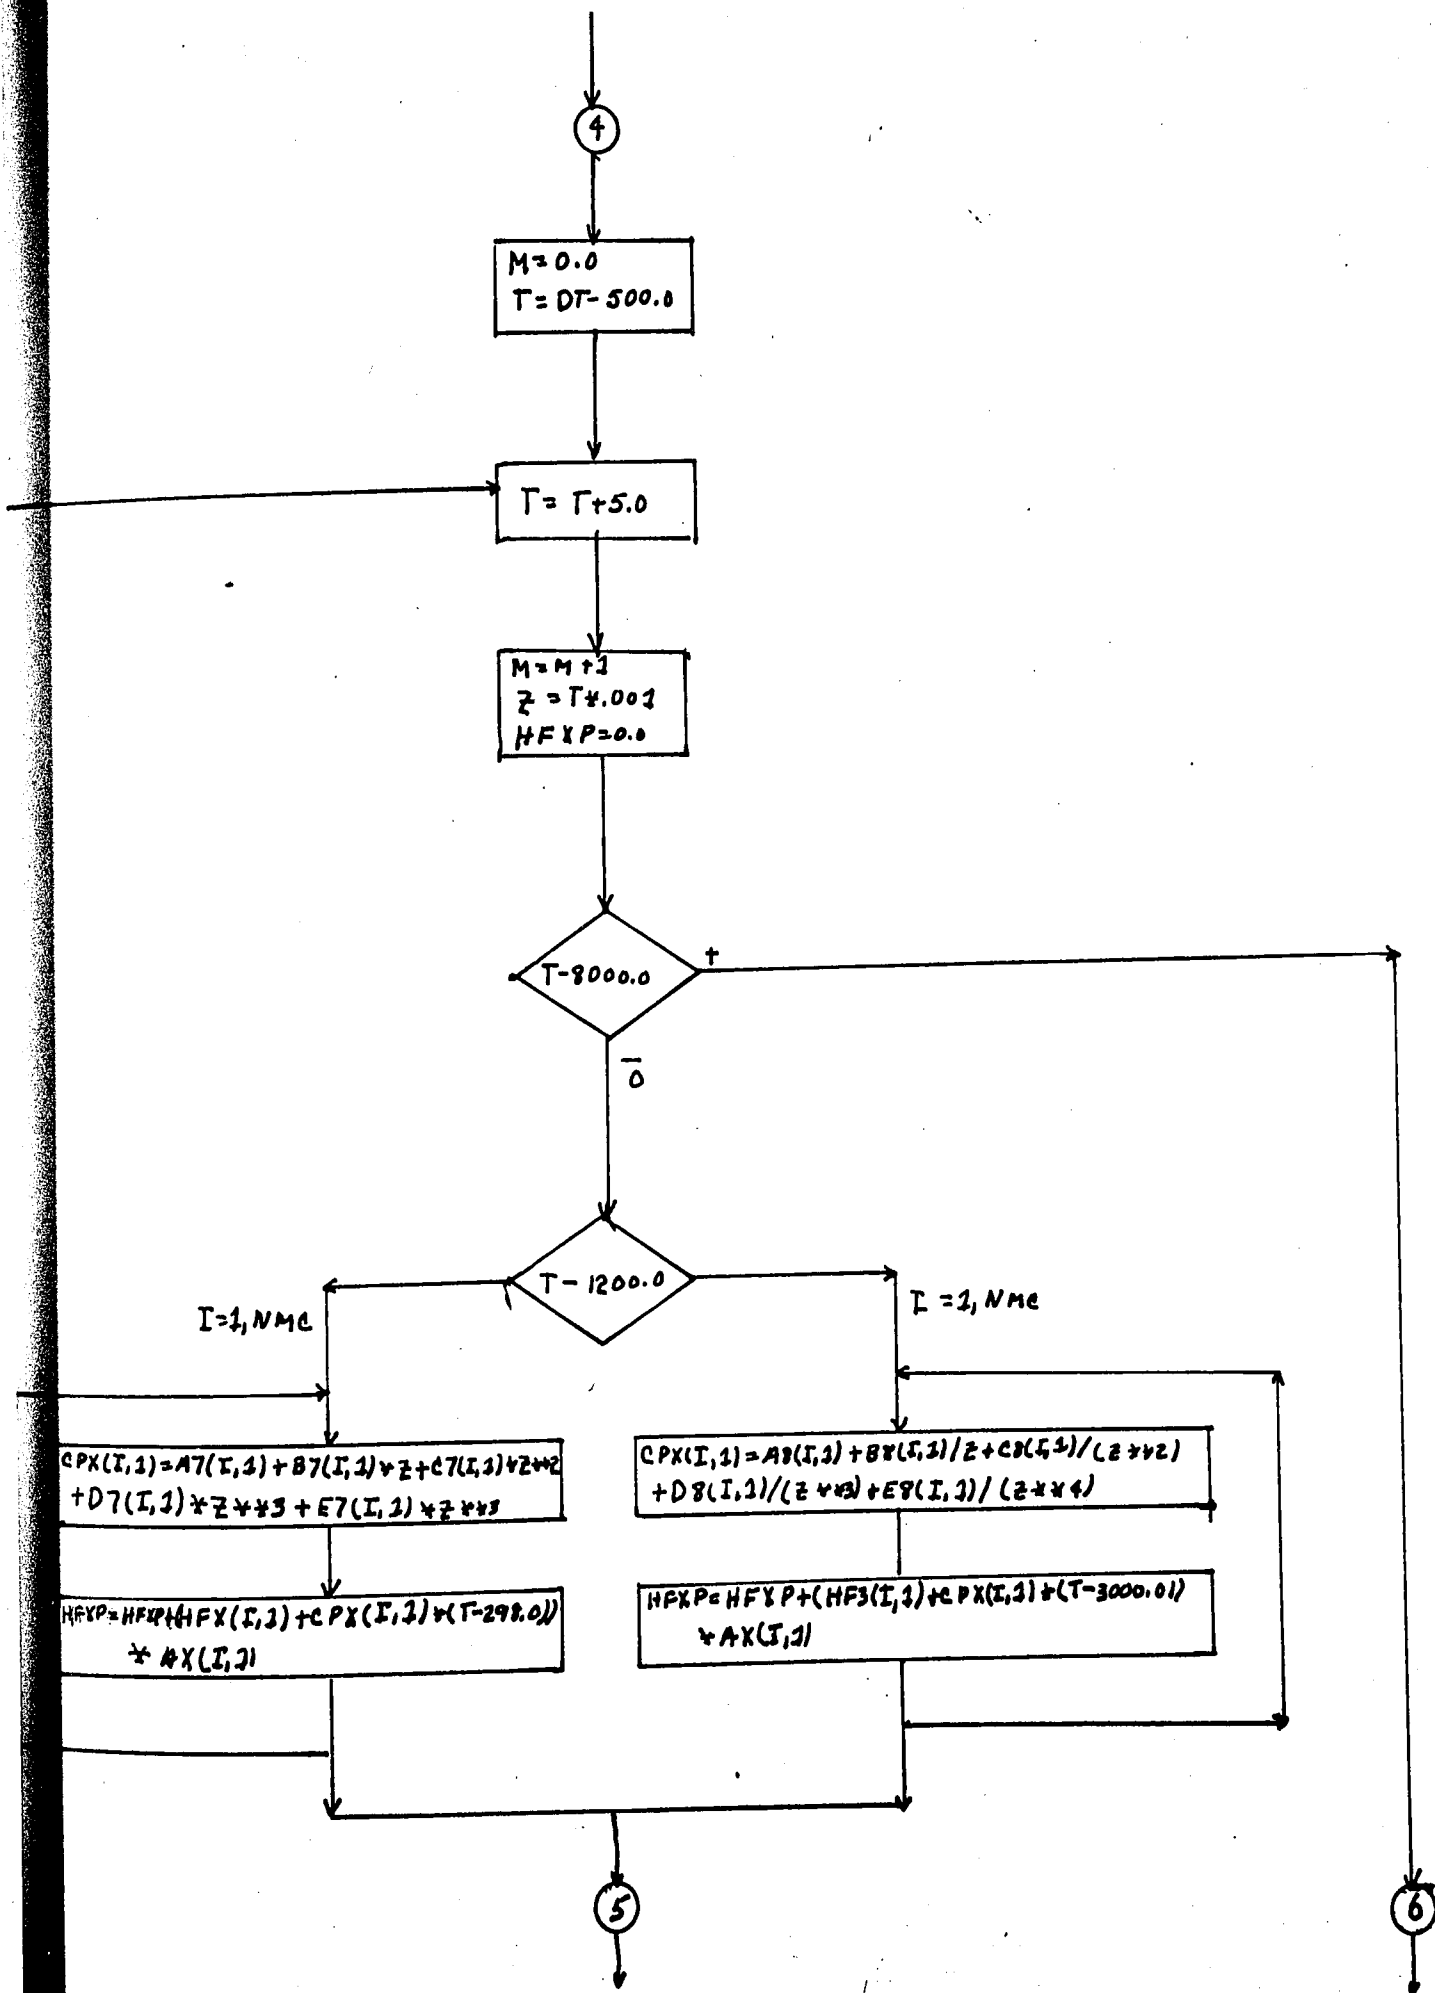 4
M=0.0
T=DT-500.0
T=T+5.0
M=M+1
Z=T*.001
HFXP=0.0
T-8000.0
+
-
0
T-1200.0
I=1,NMC
I=1,NMC
CPX(I,1)=A7(I,1)+B7(I,1)*Z+C7(I,1)*Z**2
+D7(I,1)*Z**3+E7(I,1)*Z**3
CPX(I,1)=A8(I,1)+B8(I,1)/Z+C8(I,1)/(Z**2)
+D8(I,1)/(Z**3)+E8(I,1)/(Z**4)
HFXP=HFXP+(HFX(I,1)+CPX(I,1)*(T-298.0))
*AX(I,1)
HFXP=HFXP+(HF3(I,1)+CPX(I,1)*(T-3000.0))
*AX(I,1)
5
6